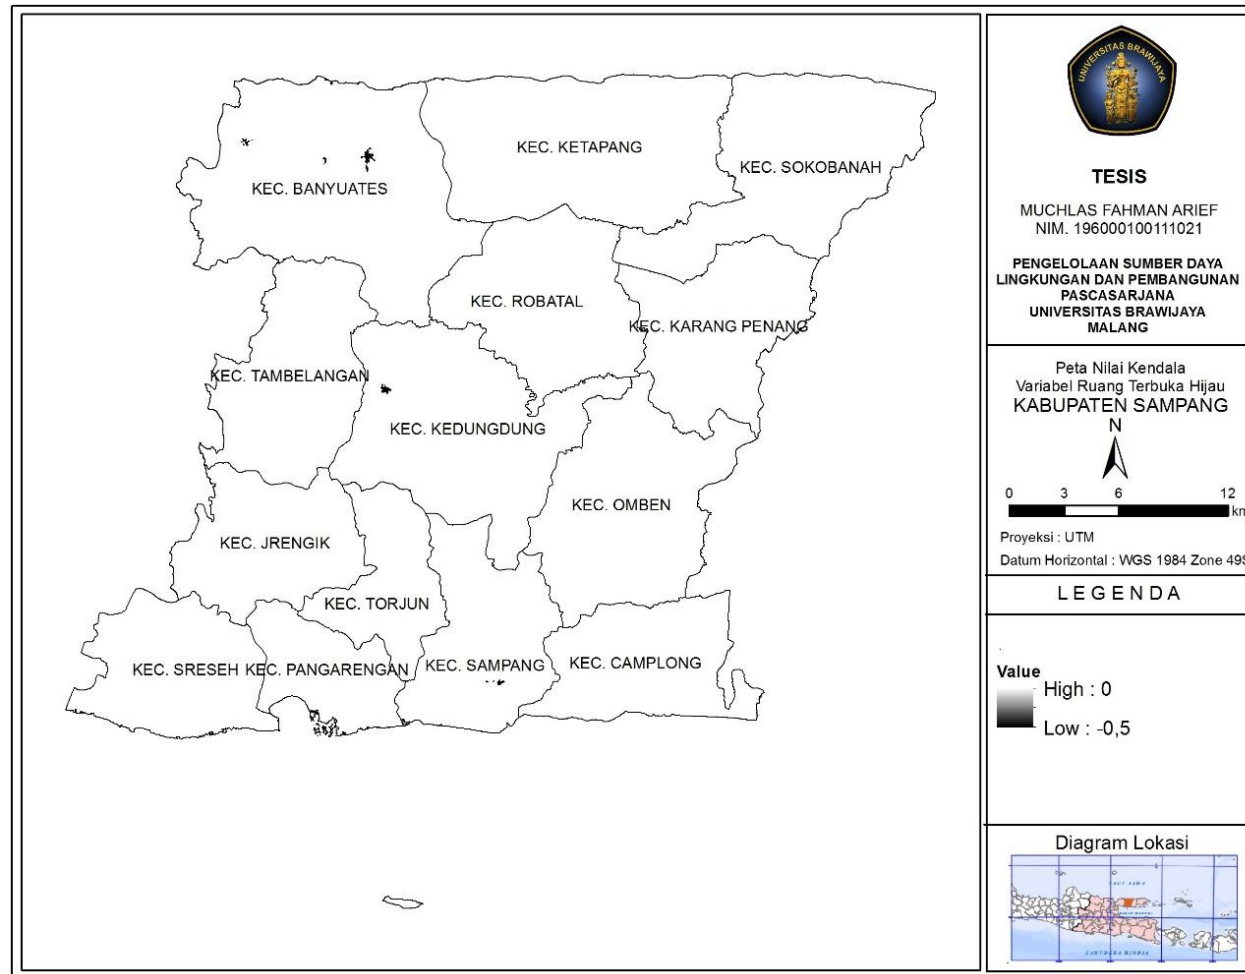 KEC. KETAPANG
KEC. SOKOBANAH
KEC. BANYUATES
KEC. ROBATAL
KEC. KARANG PENANG
KEC. TAMBELANGAN
KEC. KEDUNGDUNG
KEC. OMBEN
KEC. JRENGIK
KEC. TORJUN
KEC. SRESEH
KEC. PANGARENGAN
KEC. SAMPANG
KEC. CAMPLONG
UNIVERSITAS BRAWIJAYA
TESIS
MUCHLAS FAHMAN ARIEF
NIM. 196000100111021
PENGELOLAAN SUMBER DAYA
LINGKUNGAN DAN PEMBANGUNAN
PASCASARJANA
UNIVERSITAS BRAWIJAYA
MALANG
Peta Nilai Kendala
Variabel Ruang Terbuka Hijau
KABUPATEN SAMPANG
N
0 3 6 12
km
Proyeksi : UTM
Datum Horizontal : WGS 1984 Zone 49S
LEGENDA
Value
High : 0
Low : -0,5
Diagram Lokasi
LAUT JAWA
SAMUDERA HINDIA